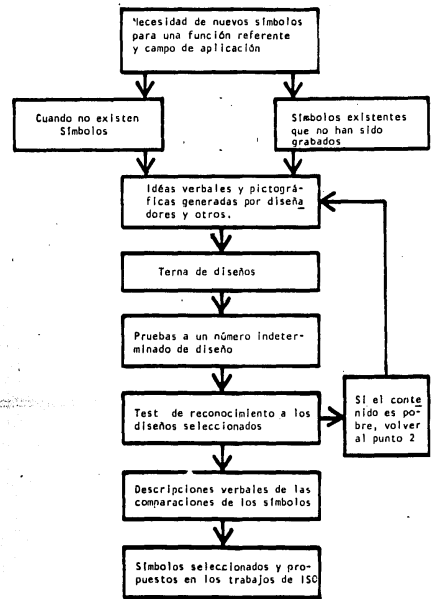 Necesidad de nuevos símbolos
para una función referente
y campo de aplicación
Cuando no existen
Símbolos
Símbolos existentes
que no han sido
grabados
Idéas verbales y pictográ-
ficas generadas por diseña
dores y otros.
Terna de diseños
Pruebas a un número indeter-
minado de diseño
Test de reconocimiento a los
diseños seleccionados
Si el conte
nido es po-
bre, volver
al punto 2
Descripciones verbales de las
comparaciones de los símbolos
Símbolos seleccionados y pro-
puestos en los trabajos de ISO